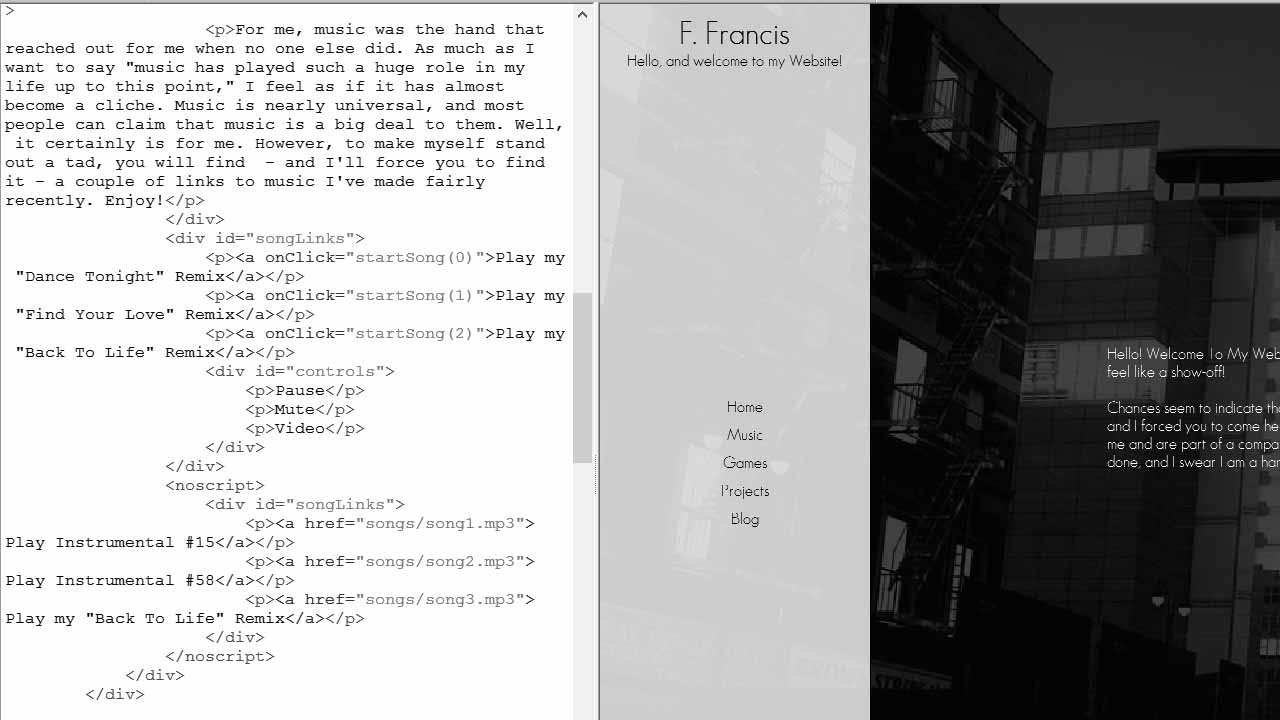 >
<p>For me, music was the hand that
reached out for me when no one else did. As much as I
want to say "music has played such a huge role in my
life up to this point," I feel as if it has almost
become a cliche. Music is nearly universal, and most
people can claim that music is a big deal to them. Well,
it certainly is for me. However, to make myself stand
out a tad, you will find  - and I'll force you to find
it - a couple of links to music I've made fairly
recently. Enjoy!</p>
</div>
<div id="songLinks">
<p><a onClick="startSong(0)">Play my
"Dance Tonight" Remix</a></p>
<p><a onClick="startSong(1)">Play my
"Find Your Love" Remix</a></p>
<p><a onClick="startSong(2)">Play my
"Back To Life" Remix</a></p>
<div id="controls">
<p>Pause</p>
<p>Mute</p>
<p>Video</p>
</div>
</div>
<noscript>
<div id="songLinks">
<p><a href="songs/song1.mp3">
Play Instrumental #15</a></p>
<p><a href="songs/song2.mp3">
Play Instrumental #58</a></p>
<p><a href="songs/song3.mp3">
Play my "Back To Life" Remix</a></p>
</div>
</noscript>
</div>
</div>
F. Francis
Hello, and welcome to my Website!
Home
Music
Games
Projects
Blog
Hello! Welcome To My Web
feel like a show-off!
Chances seem to indicate tha
and I forced you to come he
me and are part of a compa
done, and I swear I am a har